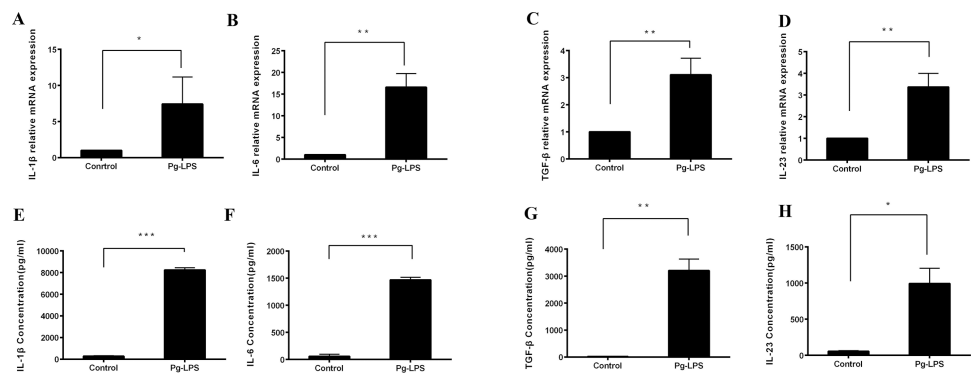 A
IL-1β relative mRNA expression
15
10
5
0
*
Conrtrol
Pg-LPS
B
IL-6 relative mRNA expression
25
20
15
10
5
0
**
Control
Pg-LPS
C
TGF-β relative mRNA expression
4
3
2
1
0
**
Control
Pg-LPS
D
IL-23 relative mRNA expression
5
4
3
2
1
0
**
Control
Pg-LPS
E
IL-1β Concentration(pg/ml)
10000
8000
6000
4000
2000
0
***
Control
Pg-LPS
F
IL-6 Concentration(pg/ml)
2000
1500
1000
500
0
***
Control
Pg-LPS
G
TGF-β Concentration(pg/ml)
5000
4000
3000
2000
1000
0
**
Control
Pg-LPS
H
IL-23 Concentration(pg/ml)
1500
1000
500
0
*
Control
Pg-LPS